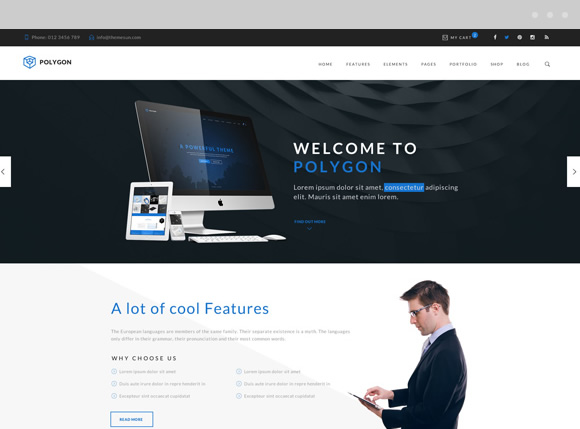 Phone: 012 3456 789
info@themenum.com
MY CART
POLYGON
HOME
FEATURES
ELEMENTS
PAGES
PORTFOLIO
SHOP
BLOG
A POWERFUL THEME
WELCOME TO
POLYGON
Lorem ipsum dolor sit amet, consectetur adipiscing
elit. Mauris sit amet enim lorem.
FIND OUT MORE
A lot of cool Features
The European languages are members of the same family. Their separate existence is a myth. The languages
only differ in their grammar, their pronunciation and their most common words.
WHY CHOOSE US
Lorem ipsum dolor sit amet
Lorem ipsum dolor sit amet
Duis aute irure dolor in repre henderit in
Duis aute irure dolor in repre henderit in
Excepteur sint occaecat cupidatat
Excepteur sint occaecat cupidatat
READ MORE